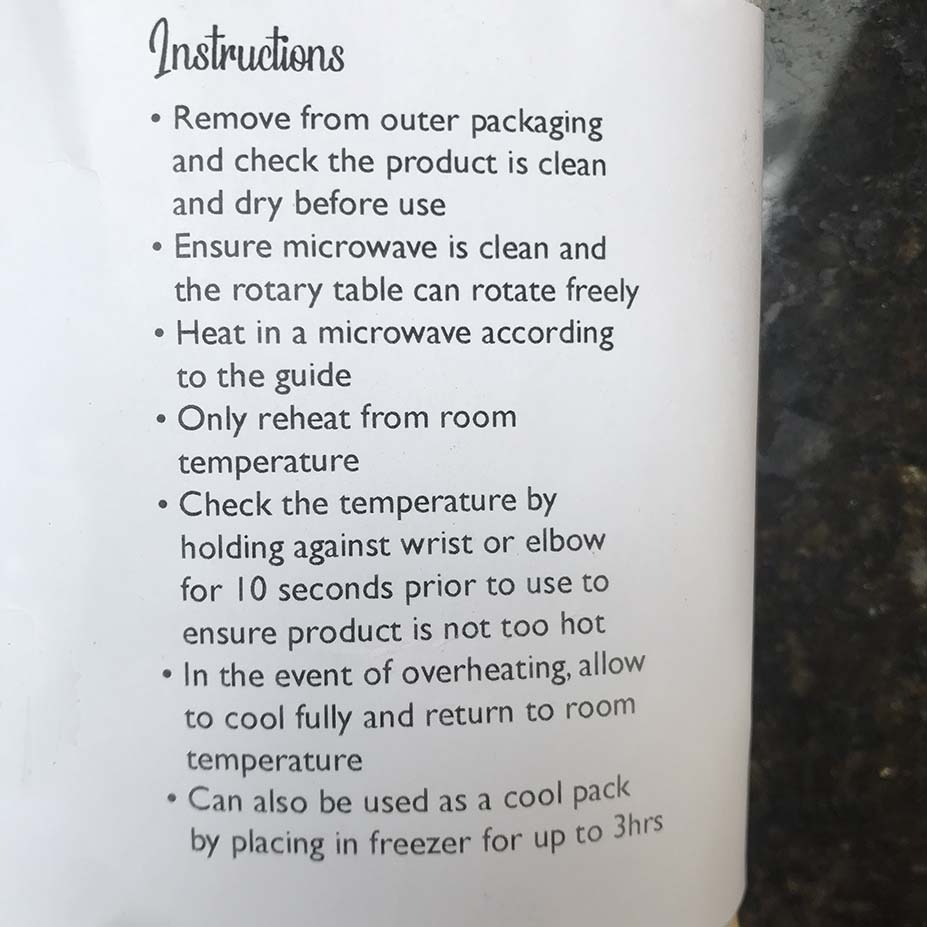 Instructions
• Remove from outer packaging
and check the product is clean
and dry before use
• Ensure microwave is clean and
the rotary table can rotate freely
• Heat in a microwave according
to the guide
• Only reheat from room
temperature
• Check the temperature by
holding against wrist or elbow
for 10 seconds prior to use to
ensure product is not too hot
• In the event of overheating, allow
to cool fully and return to room
temperature
• Can also be used as a cool pack
by placing in freezer for up to 3hrs